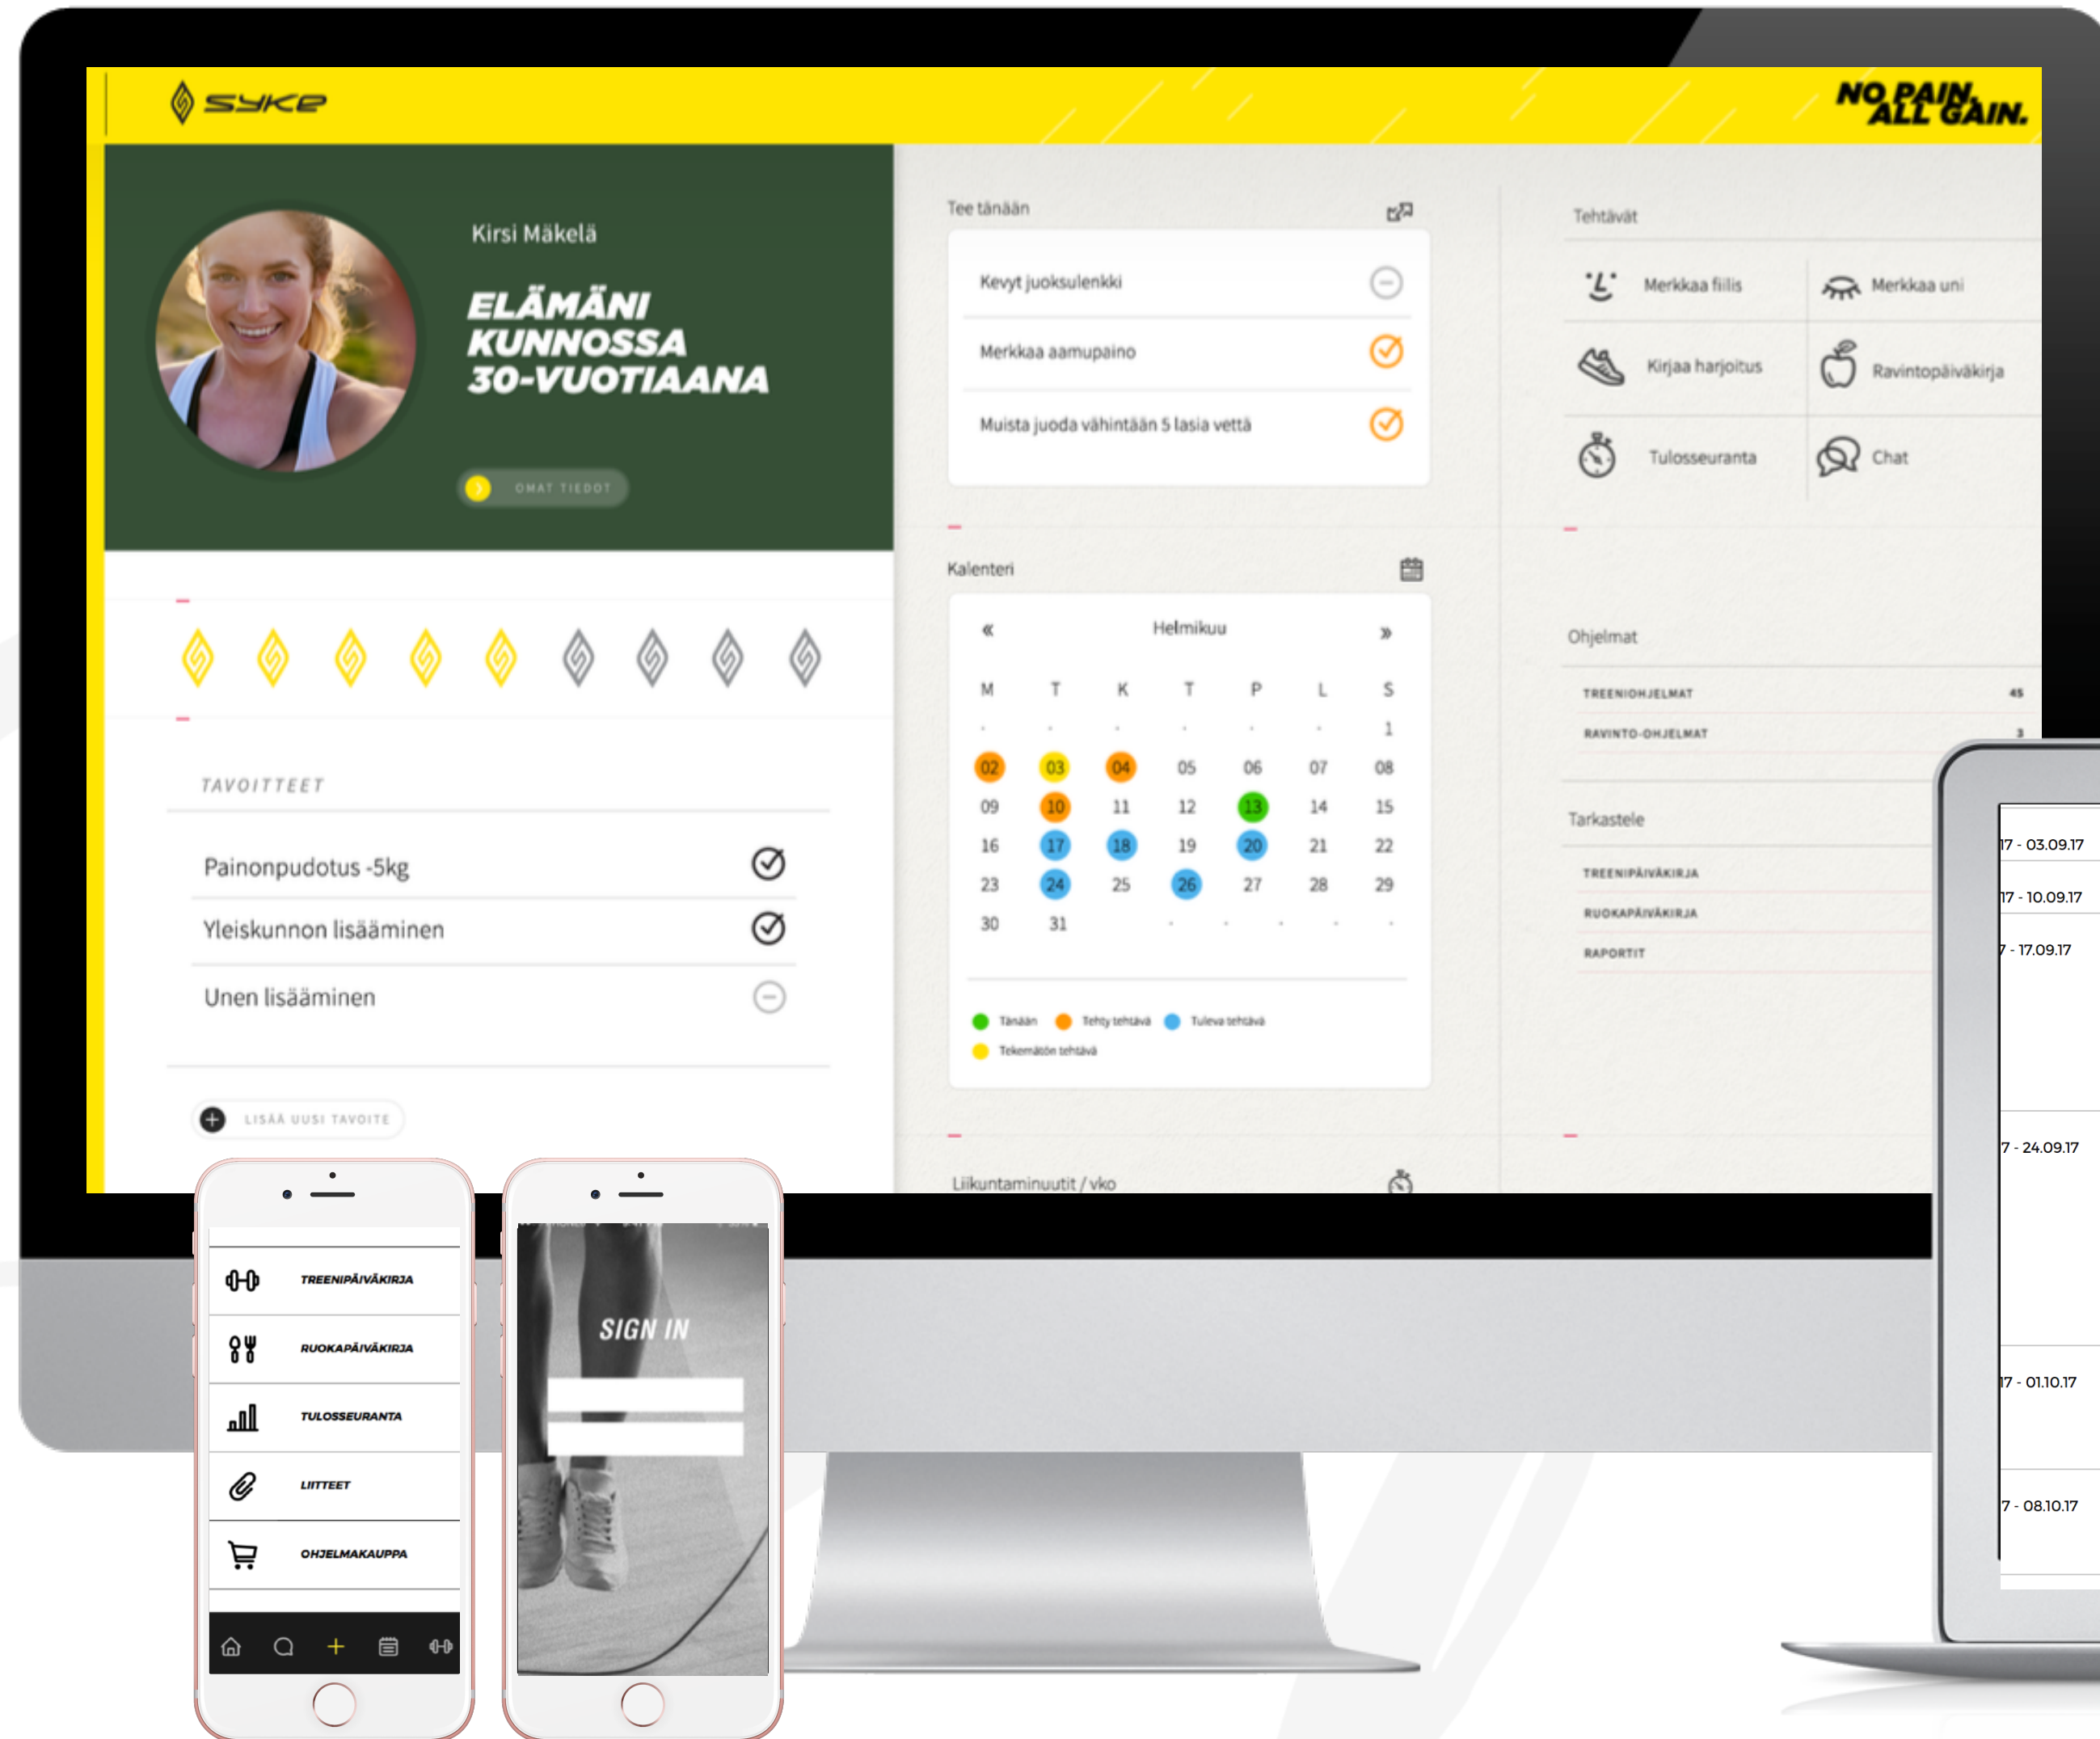 SYKE
NO PAIN.
ALL GAIN.
Kirsi Mäkelä
ELÄMÄNI
KUNNOSSA
30-VUOTIAANA
OMAT TIEDOT
TAVOITTEET
Painonpudotus -5kg
Yleiskunnon lisääminen
Unen lisääminen
LISÄÄ UUSI TAVOITE
Tee tänään
Kevyt juoksulenkki
Merkkaa aamupaino
Muista juoda vähintään 5 lasia vettä
Kalenteri
« Helmikuu »
M T K T P L S
1
02 03 04 05 06 07 08
09 10 11 12 13 14 15
16 17 18 19 20 21 22
23 24 25 26 27 28 29
30 31
Tänään Tehty tehtävä Tuleva tehtävä
Tekemätön tehtävä
Liikuntaminuutit / vko
Tehtävät
Merkkaa fiilis Merkkaa uni
Kirjaa harjoitus Ravintopäiväkirja
Tulosseuranta Chat
Ohjelmat
TREENIOHJELMAT 45
RAVINTO-OHJELMAT 3
Tarkastele
TREENIPÄIVÄKIRJA
RUOKAPÄIVÄKIRJA
RAPORTIT
17 - 03.09.17
17 - 10.09.17
7 - 17.09.17
7 - 24.09.17
17 - 01.10.17
7 - 08.10.17
TREENIPÄIVÄKIRJA
RUOKAPÄIVÄKIRJA
TULOSSEURANTA
LIITTEET
OHJELMAKAUPPA
SIGN IN